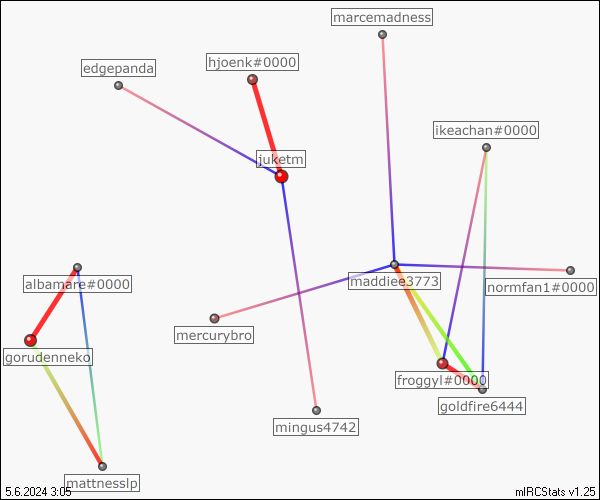 marcemadness
hjoenk#0000
edgepanda
ikeachan#0000
juketm
albamare#0000
maddiee3773
normfan1#0000
mercurybro
gorudenneko
froggyl#0000
goldfire6444
mingus4742
mattnesslp
5.6.2024 3:05
mIRCStats v1.25